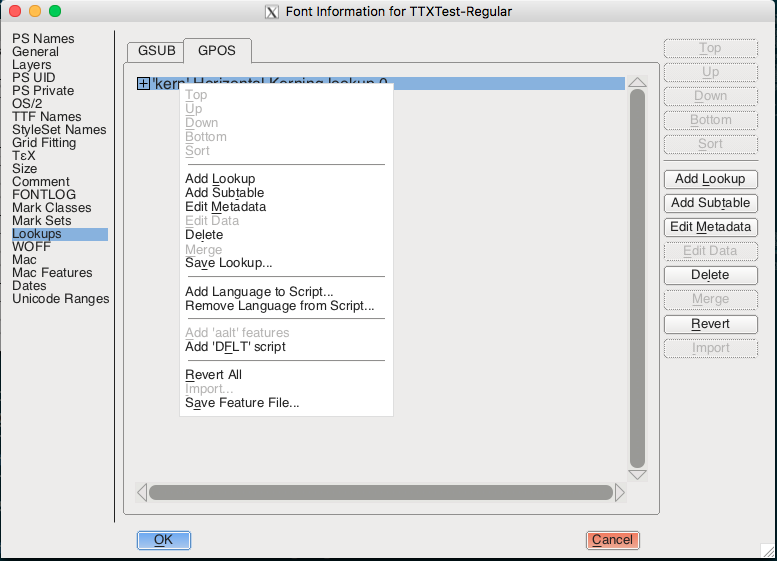 Font Information for TTXTest-Regular
PS Names
General
Layers
PS UID
PS Private
OS/2
TTF Names
StyleSet Names
Grid Fitting
TεX
Size
Comment
FONTLOG
Mark Classes
Mark Sets
Lookups
WOFF
Mac
Mac Features
Dates
Unicode Ranges
GSUB
GPOS
'kern' Horizontal Kerning lookup 0
Top
Up
Down
Bottom
Sort
Add Lookup
Add Subtable
Edit Metadata
Edit Data
Delete
Merge
Save Lookup...
Add Language to Script...
Remove Language from Script...
Add 'aalt' features
Add 'DFLT' script
Revert All
Import...
Save Feature File...
Top
Up
Down
Bottom
Sort
Add Lookup
Add Subtable
Edit Metadata
Edit Data
Delete
Merge
Revert
Import
OK
Cancel